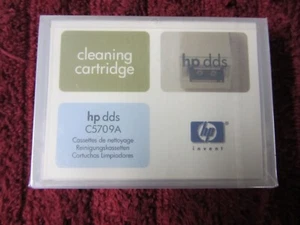 cleaning
cartridge
hp dds
hp dds
C5709A
Cassettes de nettoyage
Reinigungskassetten
Cartuchos Limpiadores
hp
invent